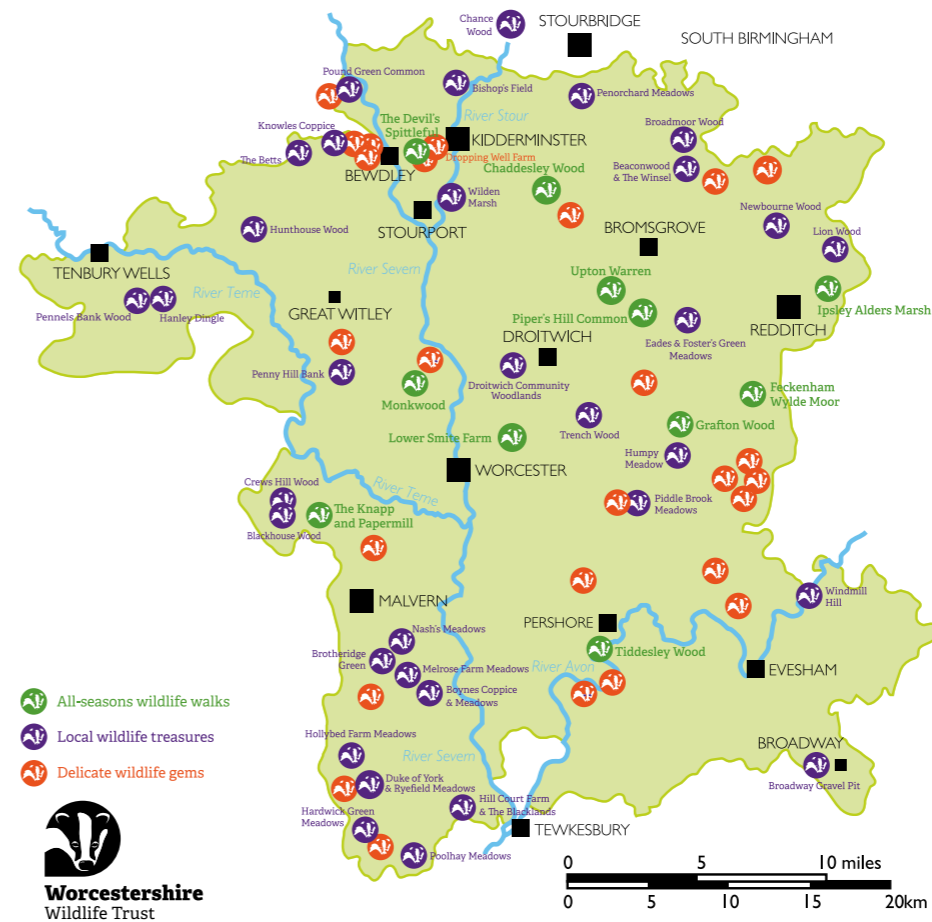 Chance
Wood
STOURBRIDGE
SOUTH BIRMINGHAM
Pound Green Common
Bishop's Field
Penorchard Meadows
River Stour
The Devil's
Spittleful
Broadmoor Wood
Knowles Coppice
KIDDERMINSTER
The Betts
Dropping Well Farm
BEWDLEY
Chaddesley Wood
Beaconwood
& The Winsel
Wilden
Marsh
Newbourne Wood
Hunthouse Wood
STOURPORT
BROMSGROVE
Lion Wood
TENBURY WELLS
River Severn
Upton Warren
River Teme
Pennels Bank Wood
Hanley Dingle
GREAT WITLEY
Piper's Hill Common
Ipsley Alders Marsh
REDDITCH
DROITWICH
Eades & Foster's Green
Meadows
Penny Hill Bank
Droitwich Community
Woodlands
Monkwood
Feckenham
Wylde Moor
Trench Wood
Grafton Wood
Lower Smite Farm
Humpy
Meadow
WORCESTER
Crews Hill Wood
River Teme
Piddle Brook
Meadows
The Knapp
and Papermill
Blackhouse Wood
Windmill
Hill
MALVERN
PERSHORE
Nash's Meadows
Tiddesley Wood
Brotheridge
Green
Melrose Farm Meadows
River Avon
EVESHAM
Boynes Coppice
& Meadows
All-seasons wildlife walks
Local wildlife treasures
Delicate wildlife gems
Hollybed Farm Meadows
River Severn
BROADWAY
Duke of York
& Ryefield Meadows
Broadway Gravel Pit
Hill Court Farm
& The Blacklands
Hardwick Green
Meadows
TEWKESBURY
Poolhay Meadows
0 5 10 miles
0 5 10 15 20km
Worcestershire
Wildlife Trust